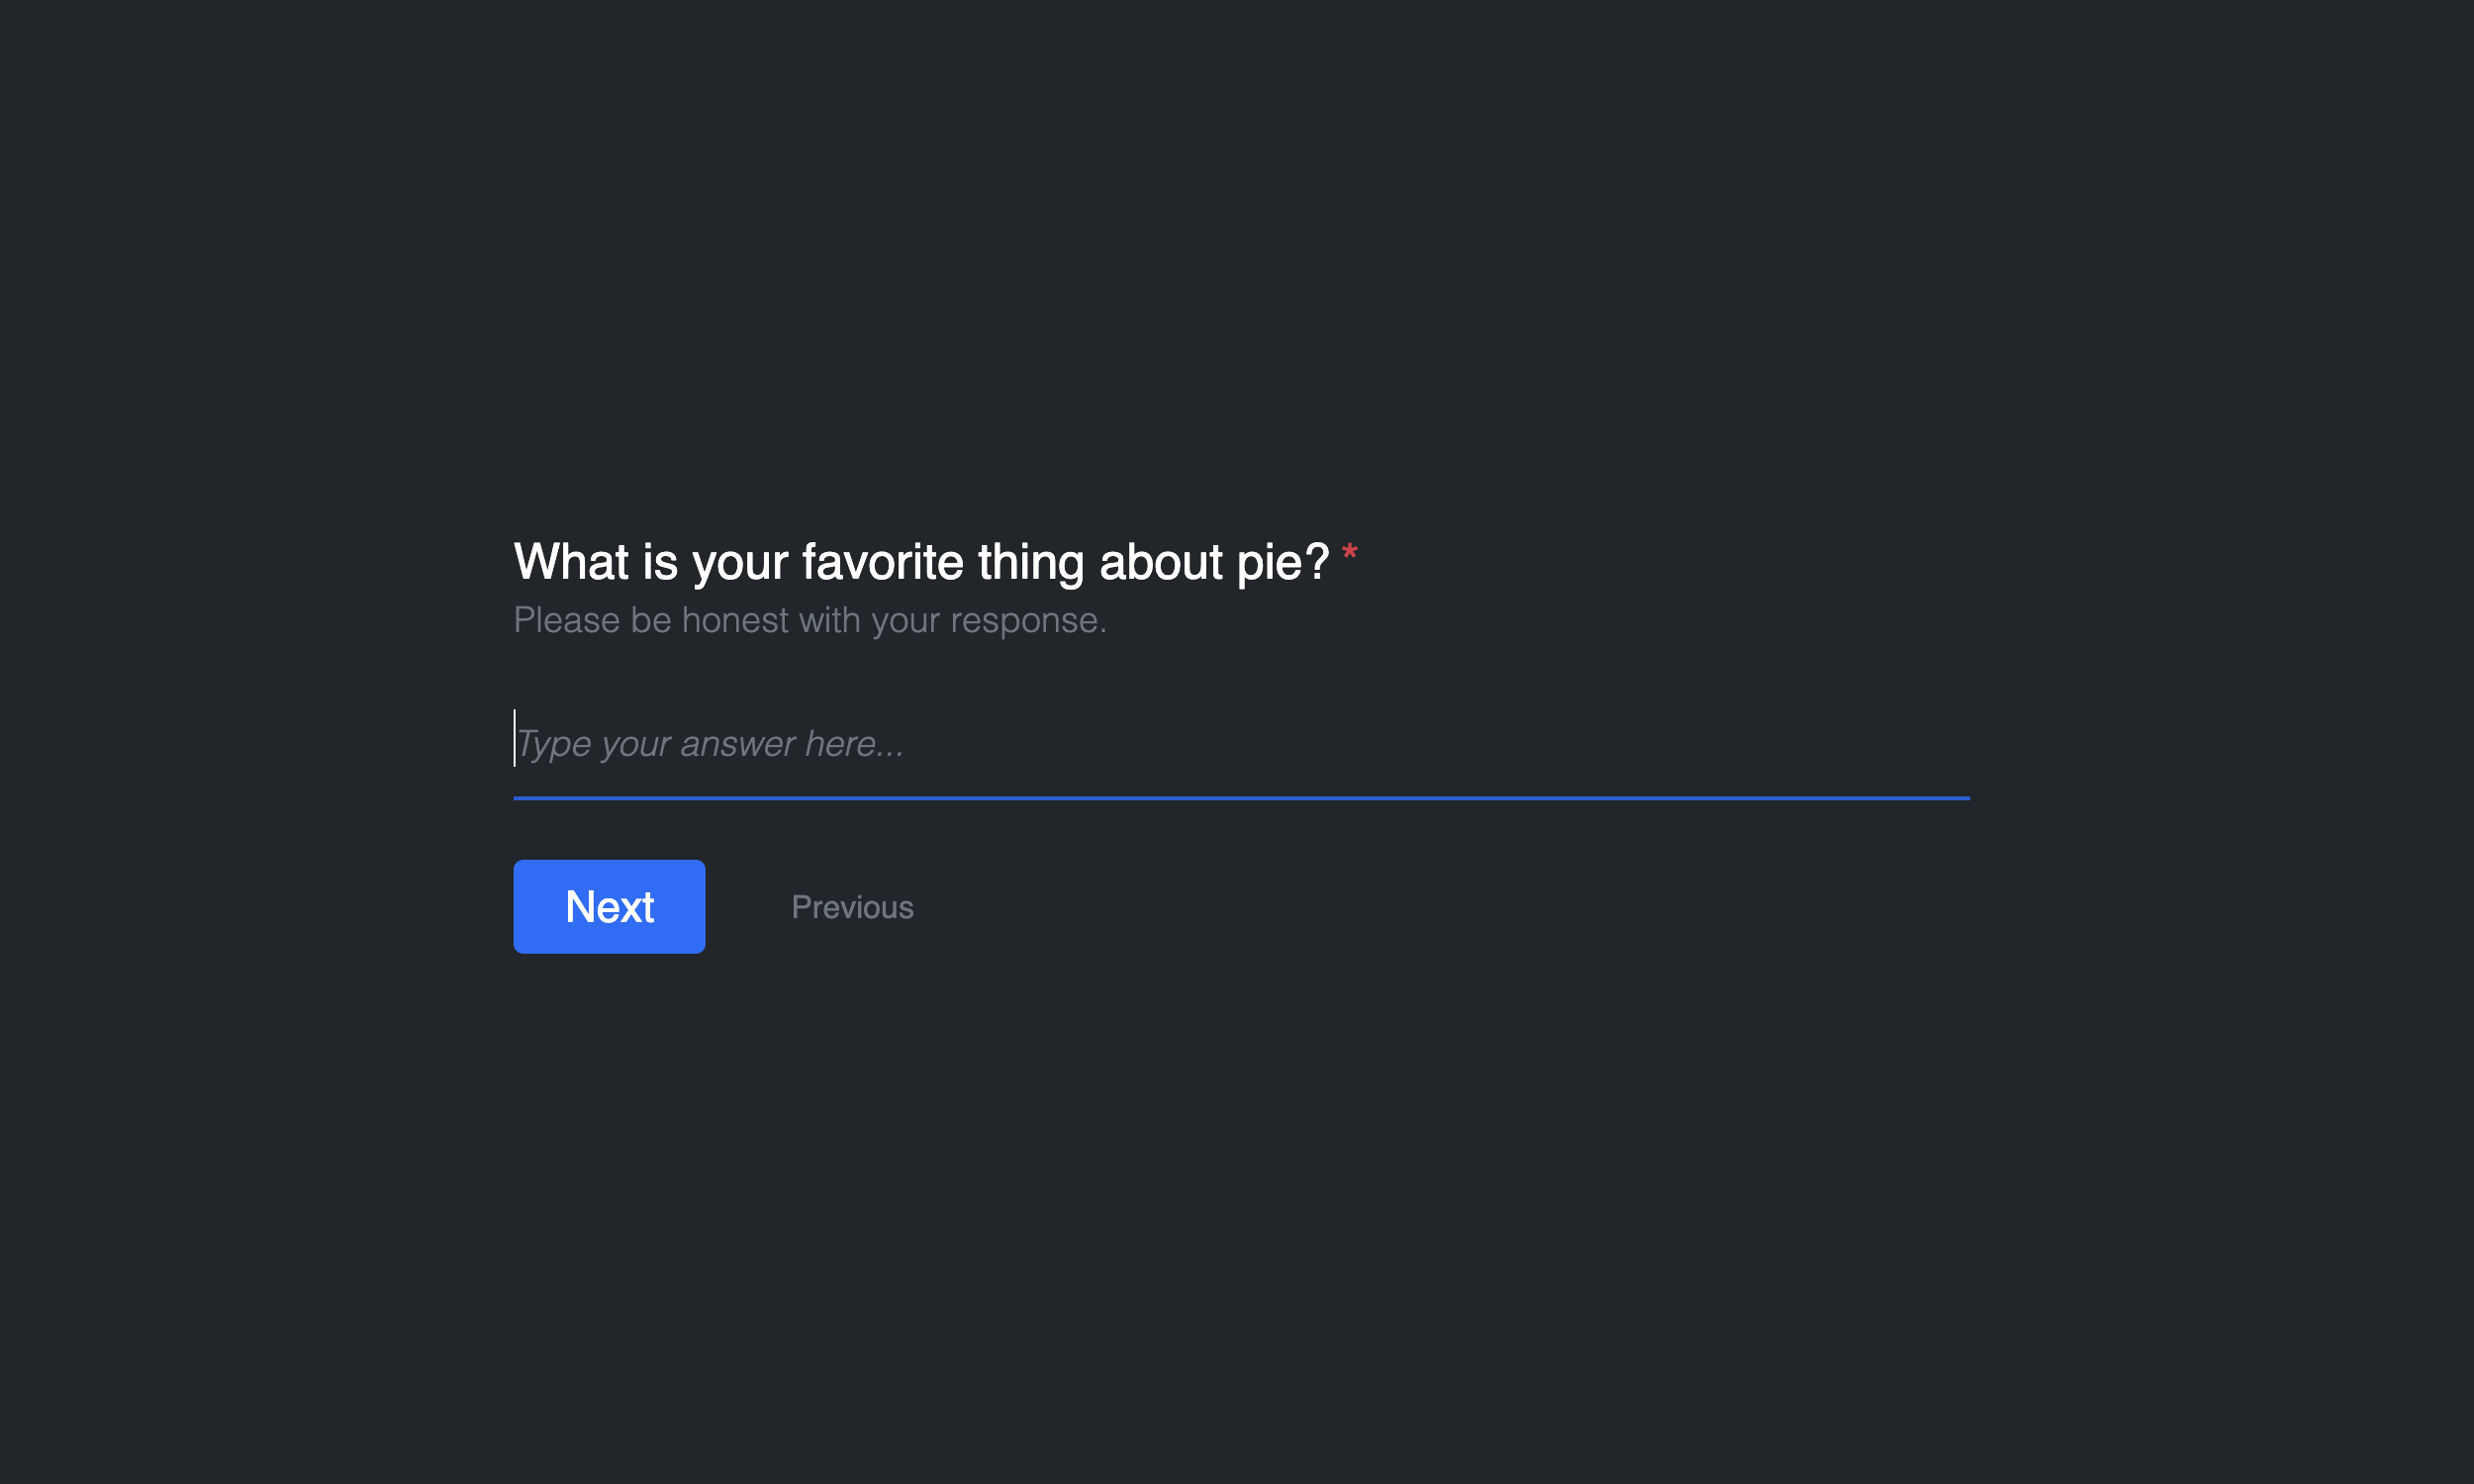 What is your favorite thing about pie? *
Please be honest with your response.
Type your answer here...
Next
Previous